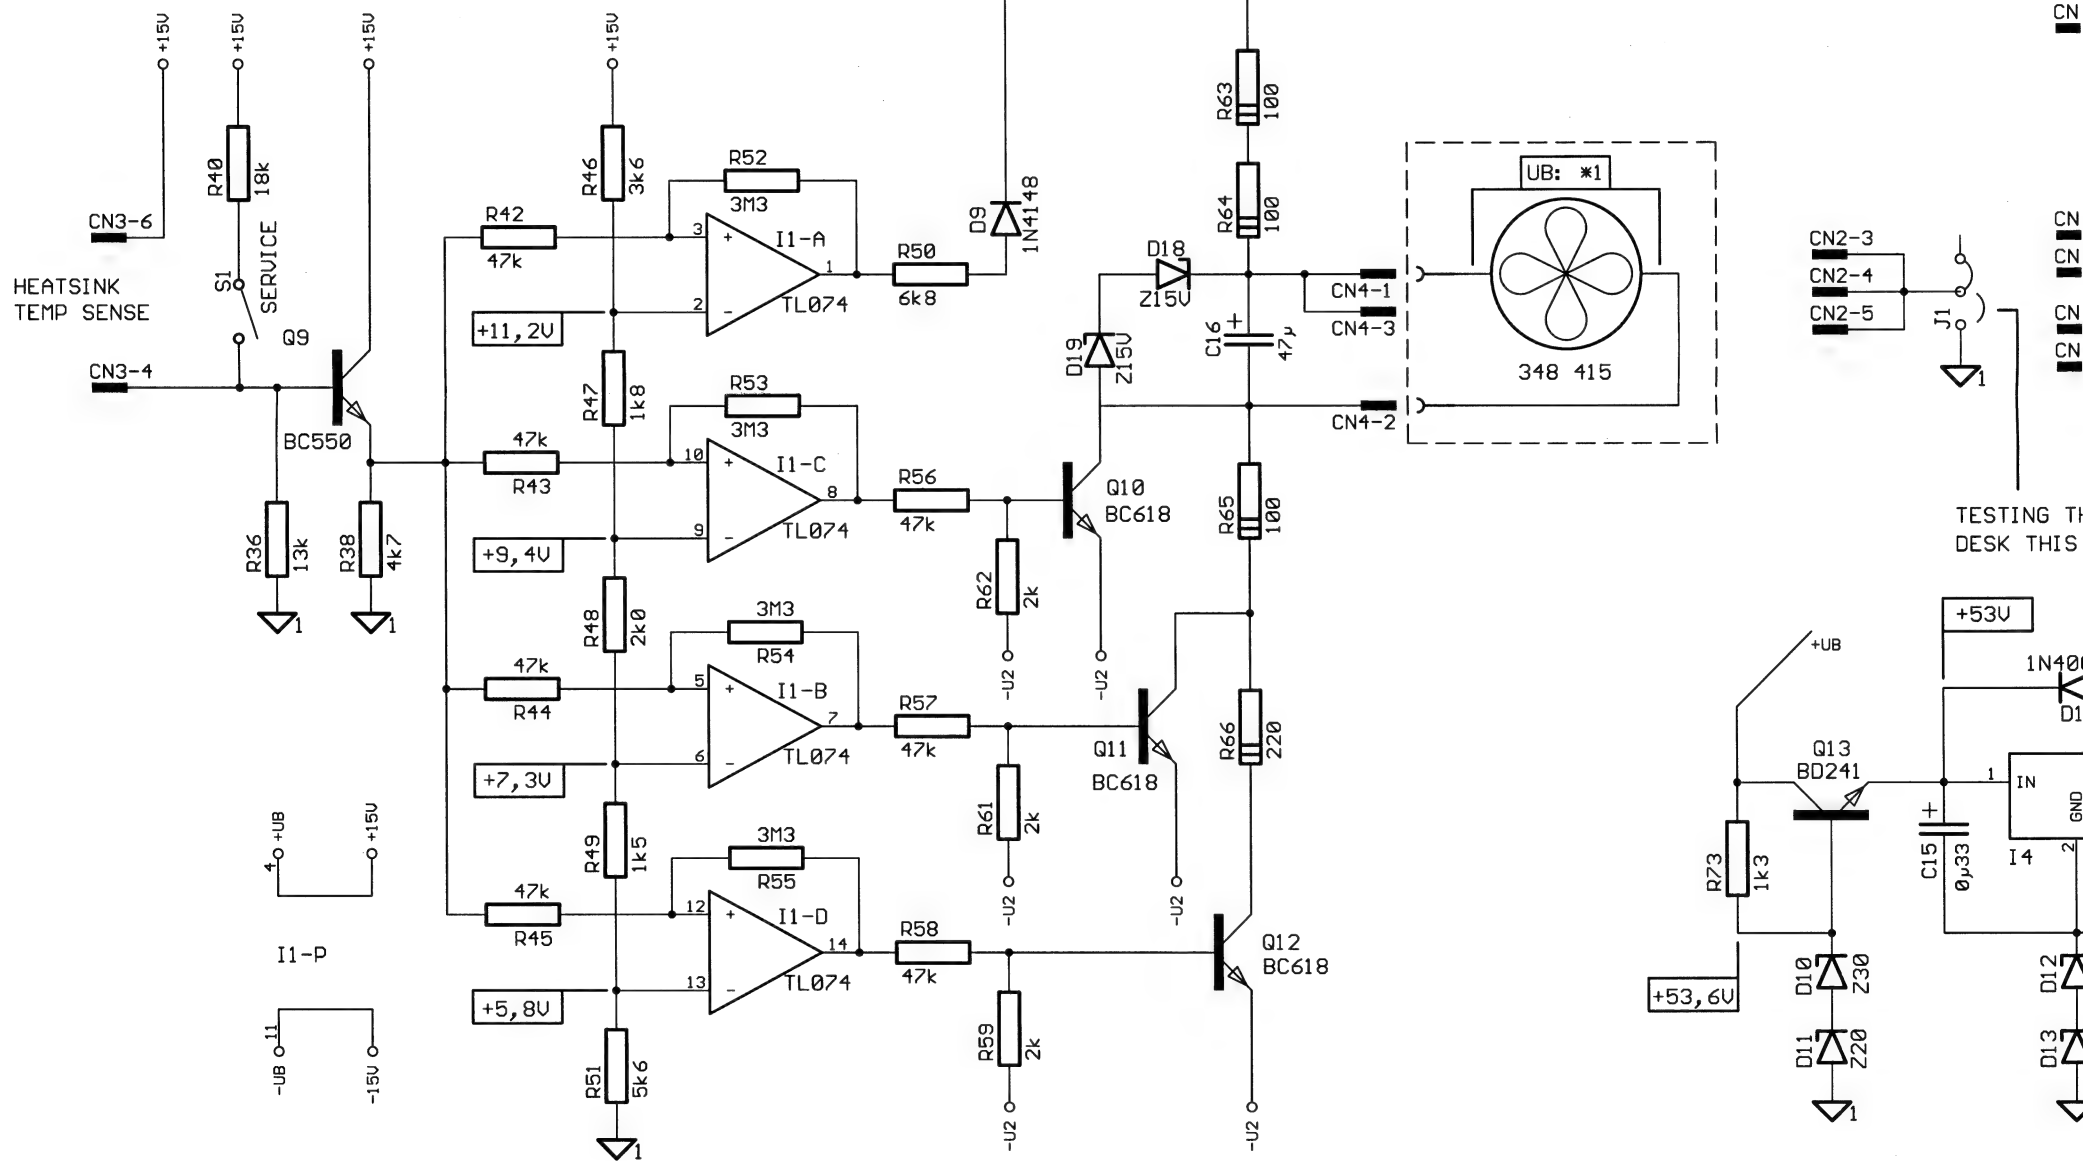 +15V
+15V
+15V
+15V
CN
R40
18k
CN3-6
HEATSINK
TEMP SENSE
S1
SERVICE
CN3-4
Q9
BC550
R36
13k
1
R38
4k7
1
R46
3k6
R47
1k8
R48
2k0
R49
1k5
R51
5k6
1
R42
47k
R52
3M3
3
+
I1-A
1
2
-
TL074
+11,2V
R50
6k8
D9
1N4148
47k
R43
R53
3M3
10
+
I1-C
8
9
-
TL074
+9,4V
R56
47k
R62
2k
-U2
Q10
BC618
-U2
47k
R44
3M3
R54
5
+
I1-B
7
6
-
TL074
+7,3V
R57
47k
R61
2k
-U2
Q11
BC618
-U2
47k
R45
3M3
R55
12
+
I1-D
14
13
-
TL074
+5,8V
R58
47k
R59
2k
-U2
Q12
BC618
-U2
R63
100
R64
100
D18
Z15V
D19
Z15V
C16
+
47µ
R65
100
R66
220
CN4-1
CN4-3
CN4-2
UB: *1
348 415
CN2-3
CN2-4
CN2-5
J1
1
CN
CN
CN
CN
TESTING TH
DESK THIS
+UB
4
+15V
I1-P
11
-UB
-15V
+53V
+UB
1N400
D1
Q13
BD241
1
IN
GND
2
I4
R73
1k3
C15
+
0µ33
+53,6V
D10
Z30
D11
Z20
1
D12
D13